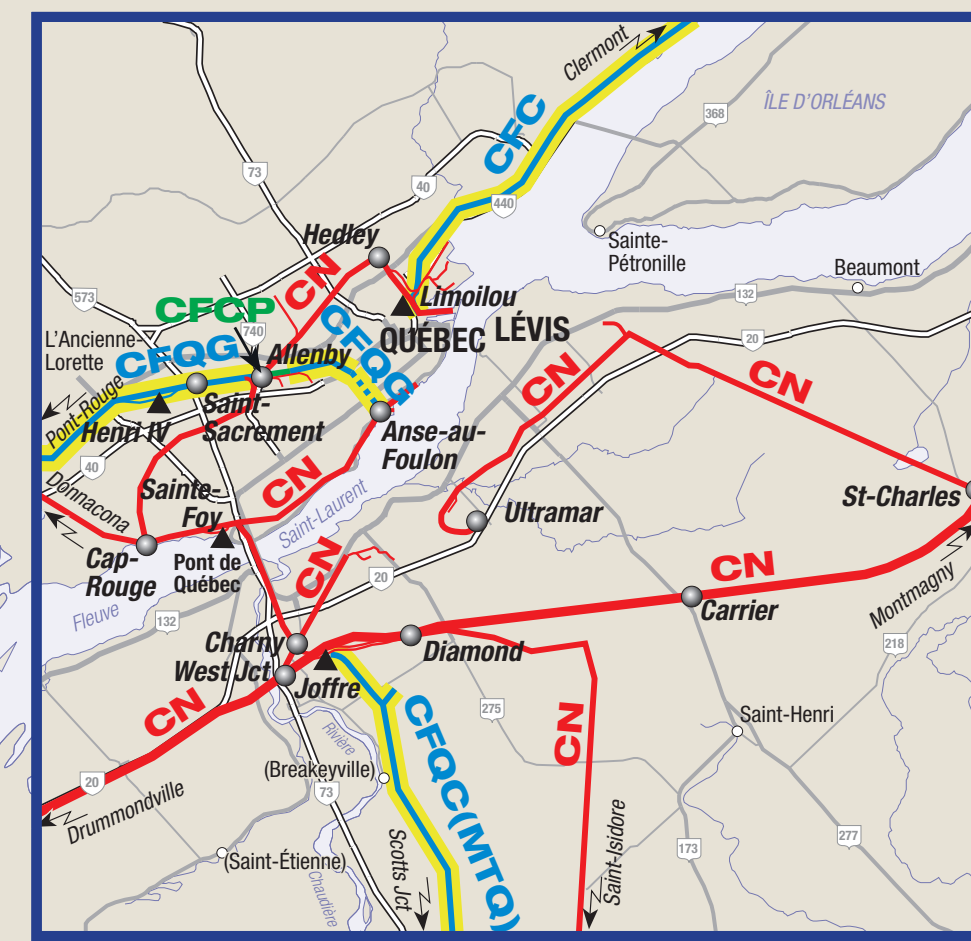 Clermont
ÎLE D'ORLÉANS
368
CFC
73
40
440
Hedley
Sainte-
Pétronille
Beaumont
573
CN
Limoilou
132
CFCP
QUÉBEC
LÉVIS
740
L'Ancienne-
Lorette
CFQG
Allenby
CFQG
20
CN
CN
Pont-Rouge
Henri IV
Saint-
Sacrement
Anse-au-
Foulon
40
Donnacona
Sainte-
Foy
CN
Saint-Laurent
Ultramar
St-Charles
Cap-
Rouge
Pont de
Québec
CN
20
CN
Montmagny
Fleuve
132
Carrier
218
Charny
West Jct
Joffre
Diamond
CN
275
CN
Saint-Henri
Rivière
(Breakeyville)
CFQC(MTQ)
20
Drummondville
73
Scotts Jct
Saint-Isidore
173
277
(Saint-Étienne)
Chaudière